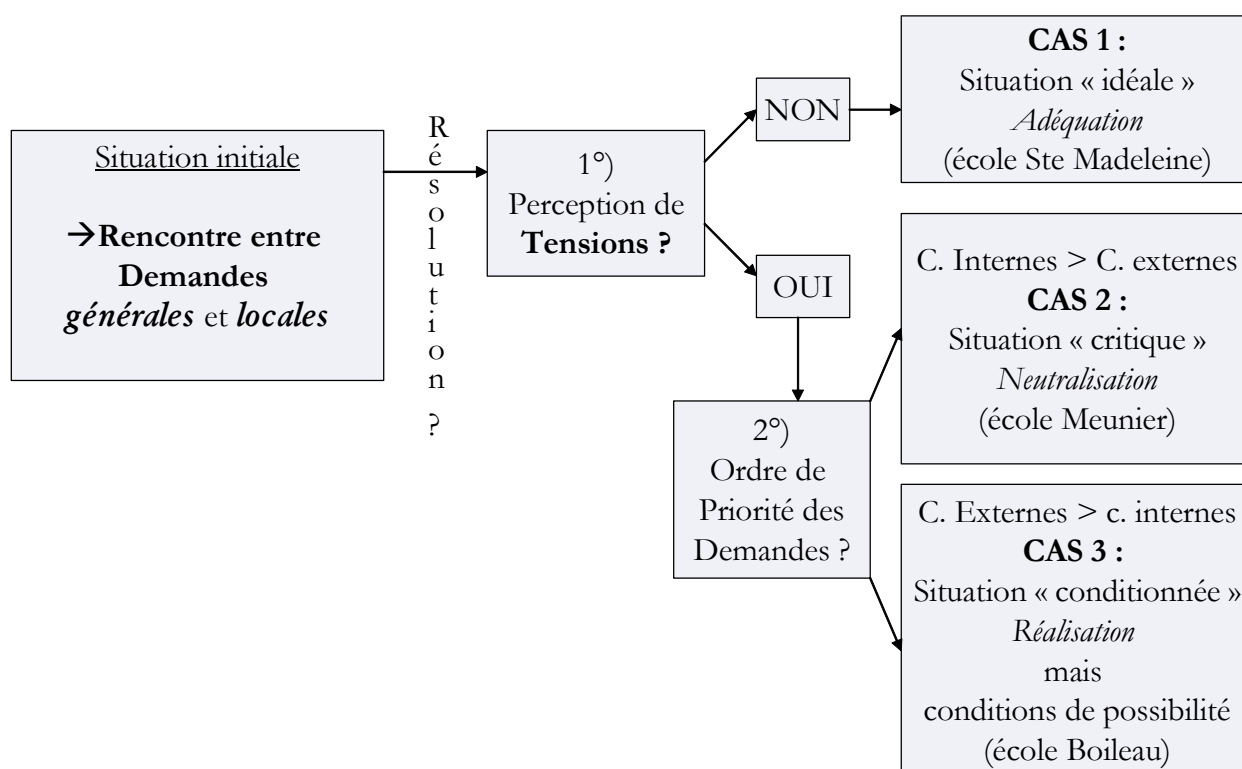 Situation initiale
→Rencontre entre
Demandes
générales et locales
Résolution ?
1°)
Perception de
Tensions ?
NON
OUI
2°)
Ordre de
Priorité des
Demandes ?
CAS 1 :
Situation « idéale »
Adéquation
(école Ste Madeleine)
C. Internes > C. externes
CAS 2 :
Situation « critique »
Neutralisation
(école Meunier)
C. Externes > c. internes
CAS 3 :
Situation « conditionnée »
Réalisation
mais
conditions de possibilité
(école Boileau)